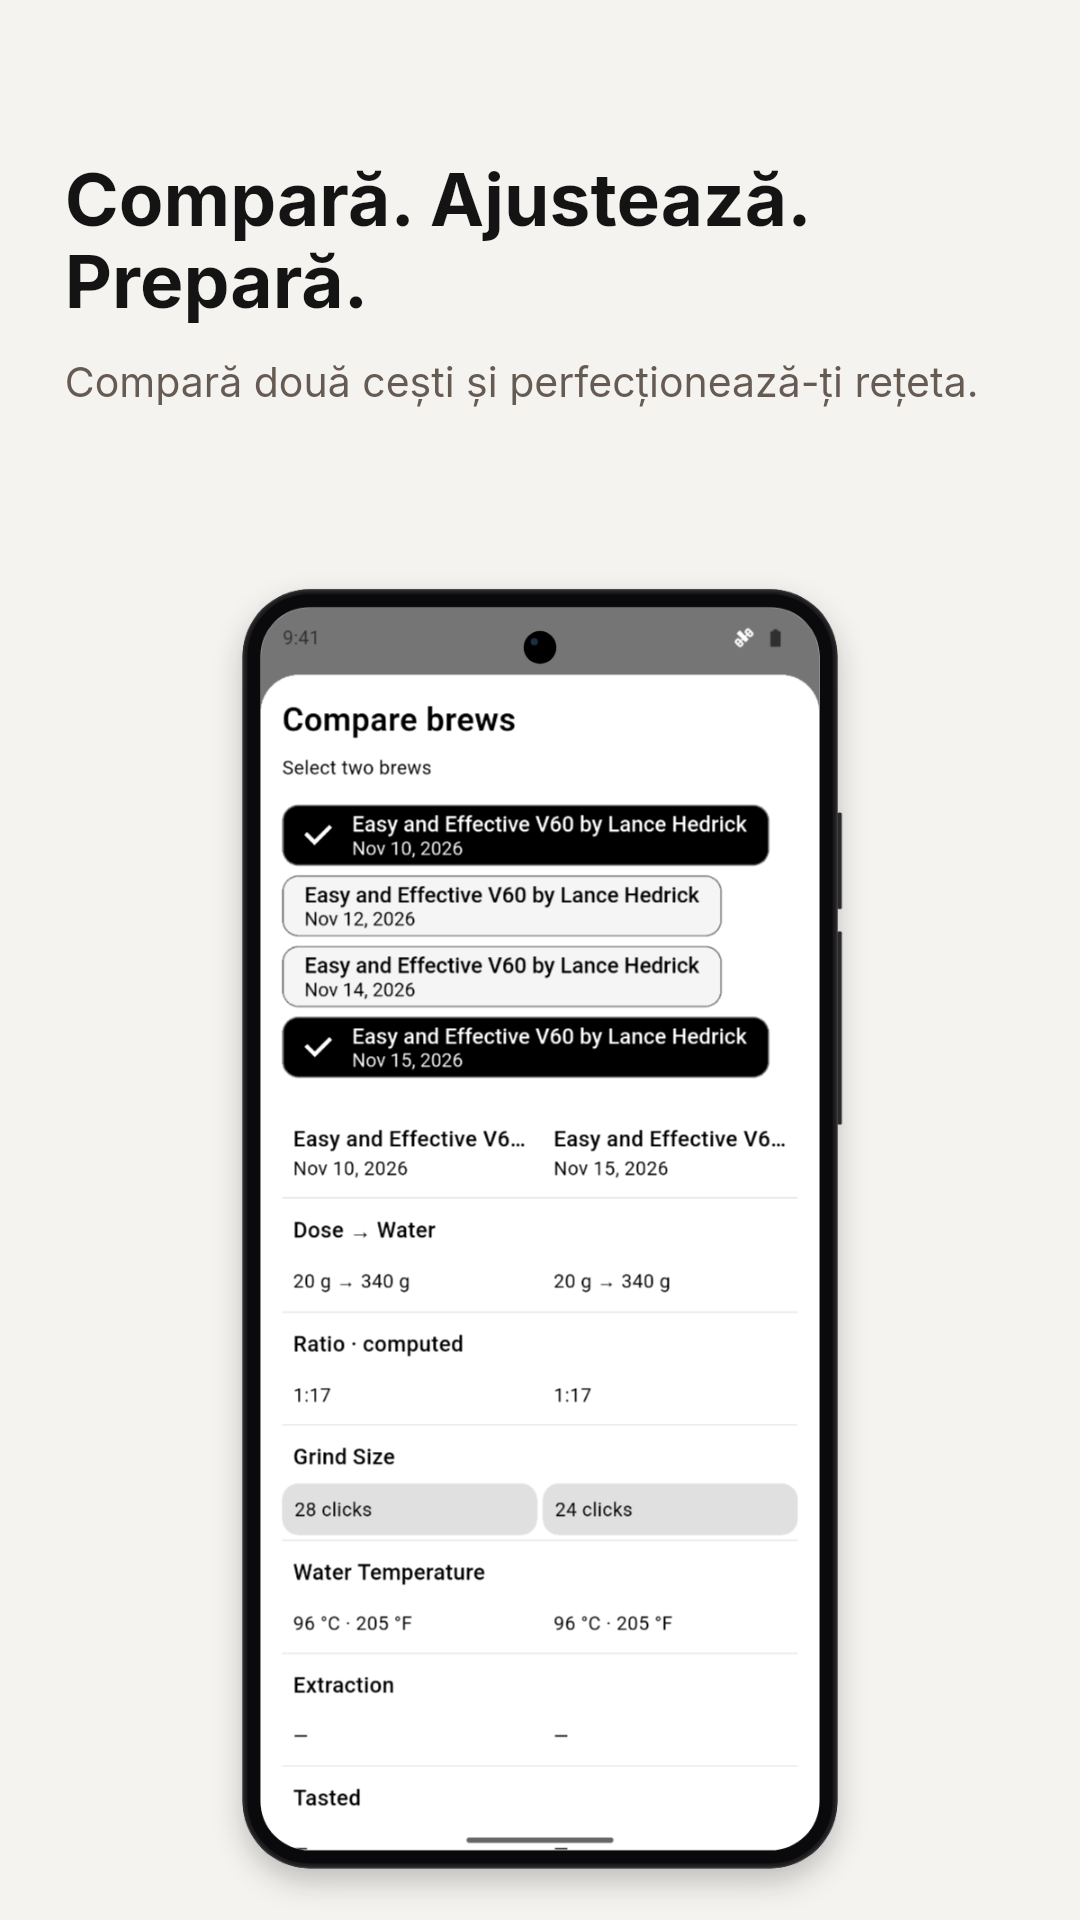 Compară. Ajustează.
Prepară.
Compară două cești și perfecționează-ți rețeta.
9:41
Compare brews
Select two brews
Easy and Effective V60 by Lance Hedrick
Nov 10, 2026
Easy and Effective V60 by Lance Hedrick
Nov 12, 2026
Easy and Effective V60 by Lance Hedrick
Nov 14, 2026
Easy and Effective V60 by Lance Hedrick
Nov 15, 2026
Easy and Effective V6... Easy and Effective V6...
Nov 10, 2026 Nov 15, 2026
Dose → Water
20 g → 340 g 20 g → 340 g
Ratio · computed
1:17 1:17
Grind Size
28 clicks 24 clicks
Water Temperature
96 °C · 205 °F 96 °C · 205 °F
Extraction
– –
Tasted
– –